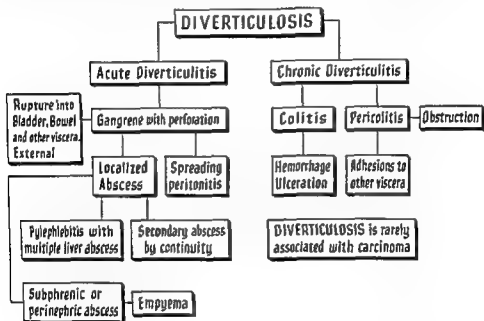 DIVERTICULOSIS
Acute Diverticulitis
Chronic Diverticulitis
Rupture into
Bladder, Bowel
and other viscera.
External
Gangrene with perforation
Colitis
Pericolitis
Obstruction
Localized
Abscess
Spreading
peritonitis
Hemorrhage
Ulceration
Adhesions to
other viscera
Pylephlebitis with
multiple liver abscess
Secondary abscess
by continuity
DIVERTICULOSIS is rarely
associated with carcinoma
Subphrenic or
perinephric abscess
Empyema